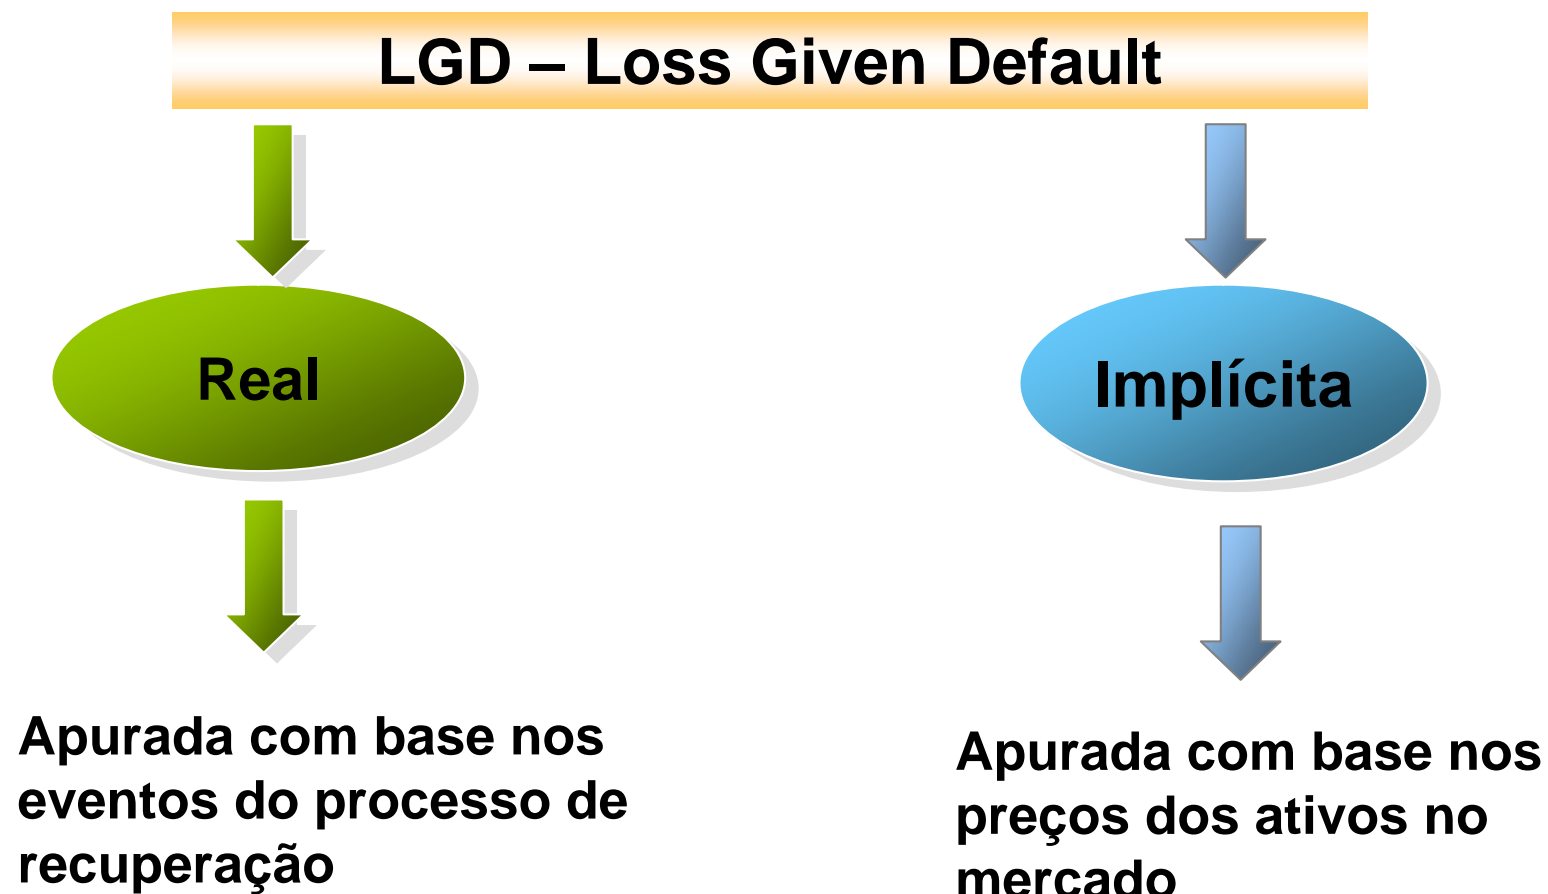 LGD – Loss Given Default
Real
Implícita
Apurada com base nos
eventos do processo de
recuperação
Apurada com base nos
preços dos ativos no
mercado